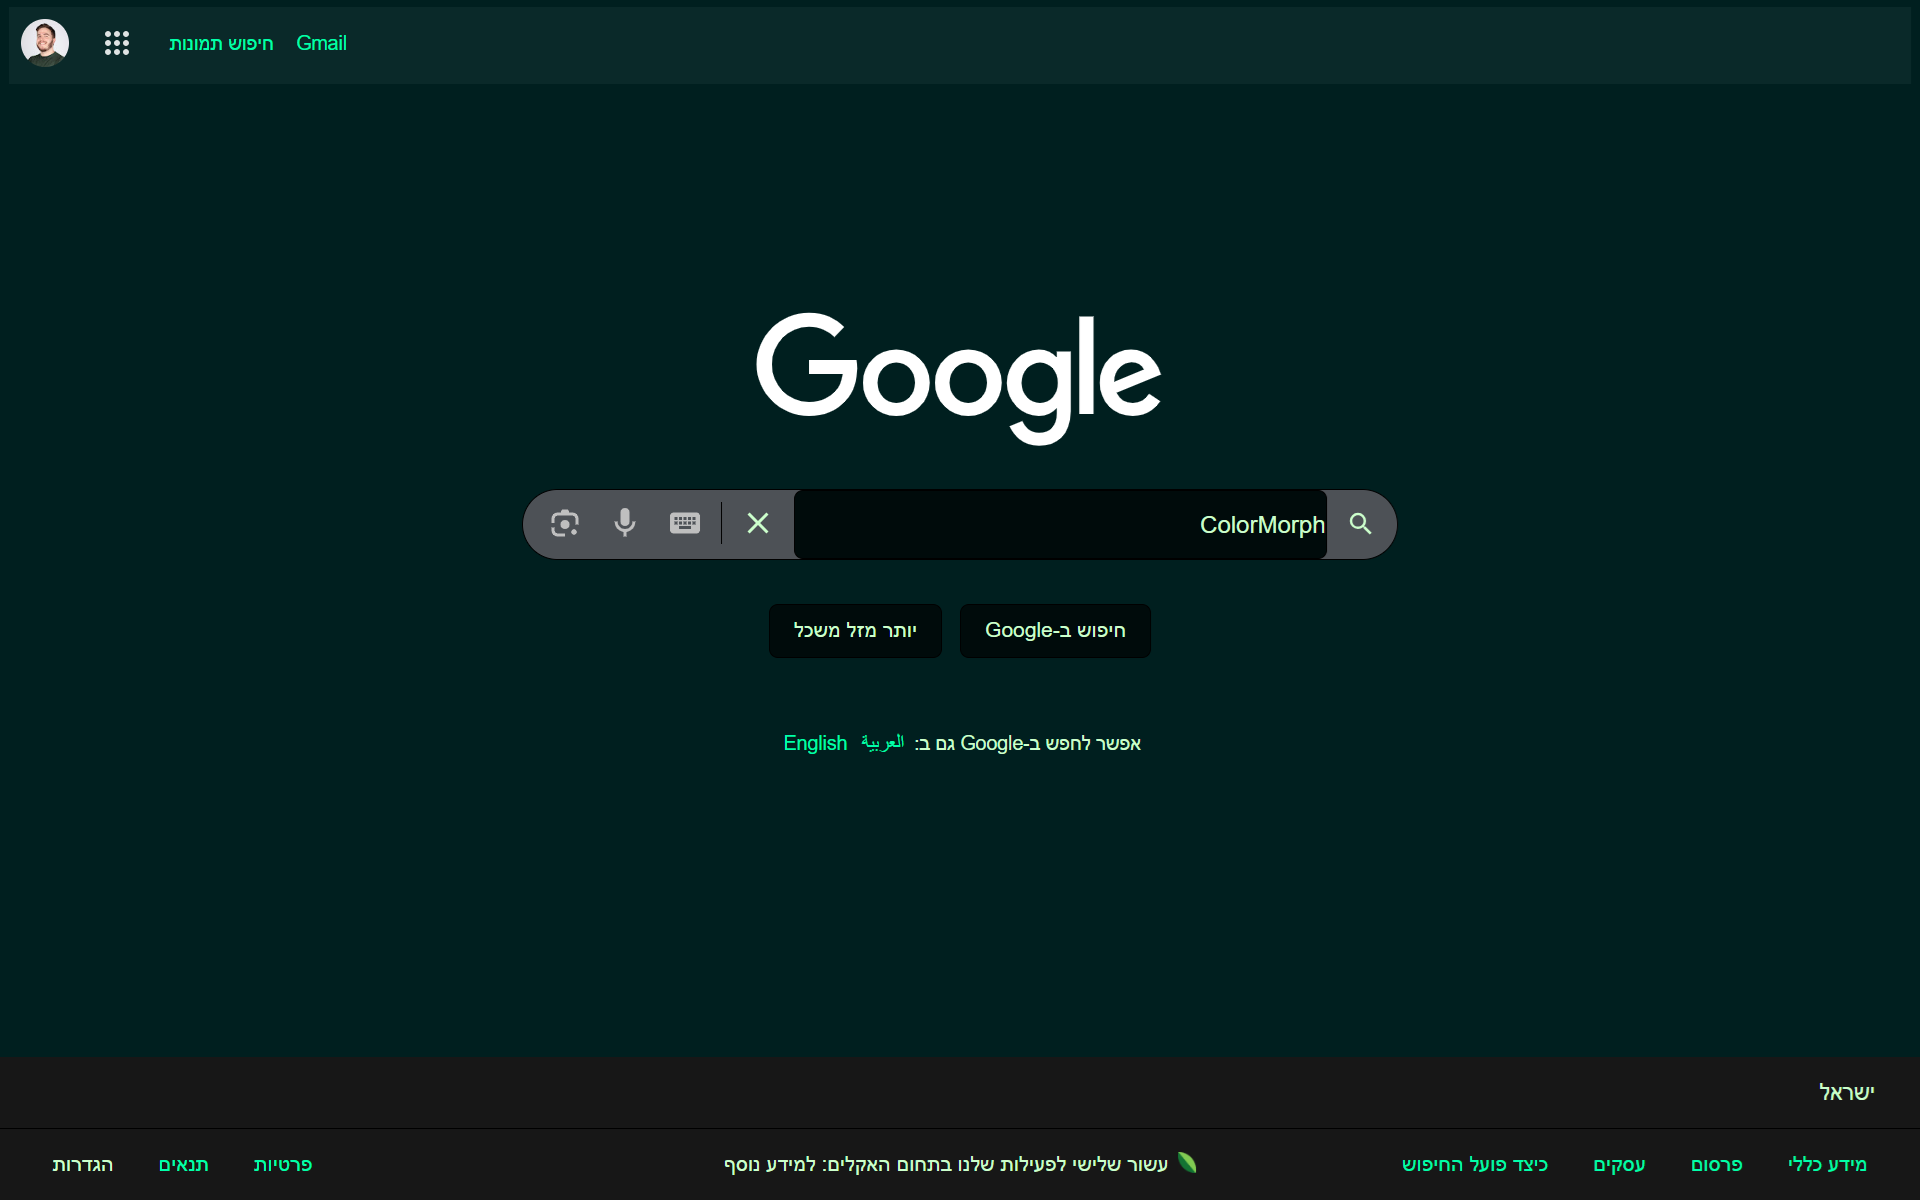 Gmail
חיפוש תמונות
Google
ColorMorph
חיפוש ב-Google
יותר מזל משכל
אפשר לחפש ב-Google גם ב: العربية English
ישראל
מידע כללי
פרסום
עסקים
כיצד פועל החיפוש
עשור שלישי לפעילות שלנו בתחום האקלים: למידע נוסף
פרטיות
תנאים
הגדרות